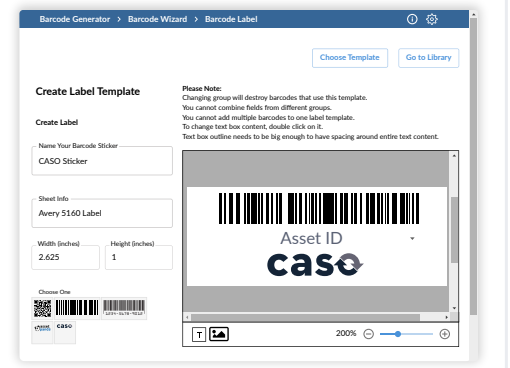 Barcode Generator > Barcode Wizard > Barcode Label
Choose Template
Go to Library
Create Label Template
Please Note:
Changing group will destroy barcodes that use this template.
You cannot combine fields from different groups.
You cannot add multiple barcodes to one label template.
To change text box content, double click on it.
Text box outline needs to be big enough to have spacing around entire text content.
Create Label
Name Your Barcode Sticker
CASO Sticker
Sheet Info
Avery 5160 Label
Width (inches)
2.625
Height (inches)
1
Choose One
1234-5678-9012
caso
Asset ID
caso
T
200%